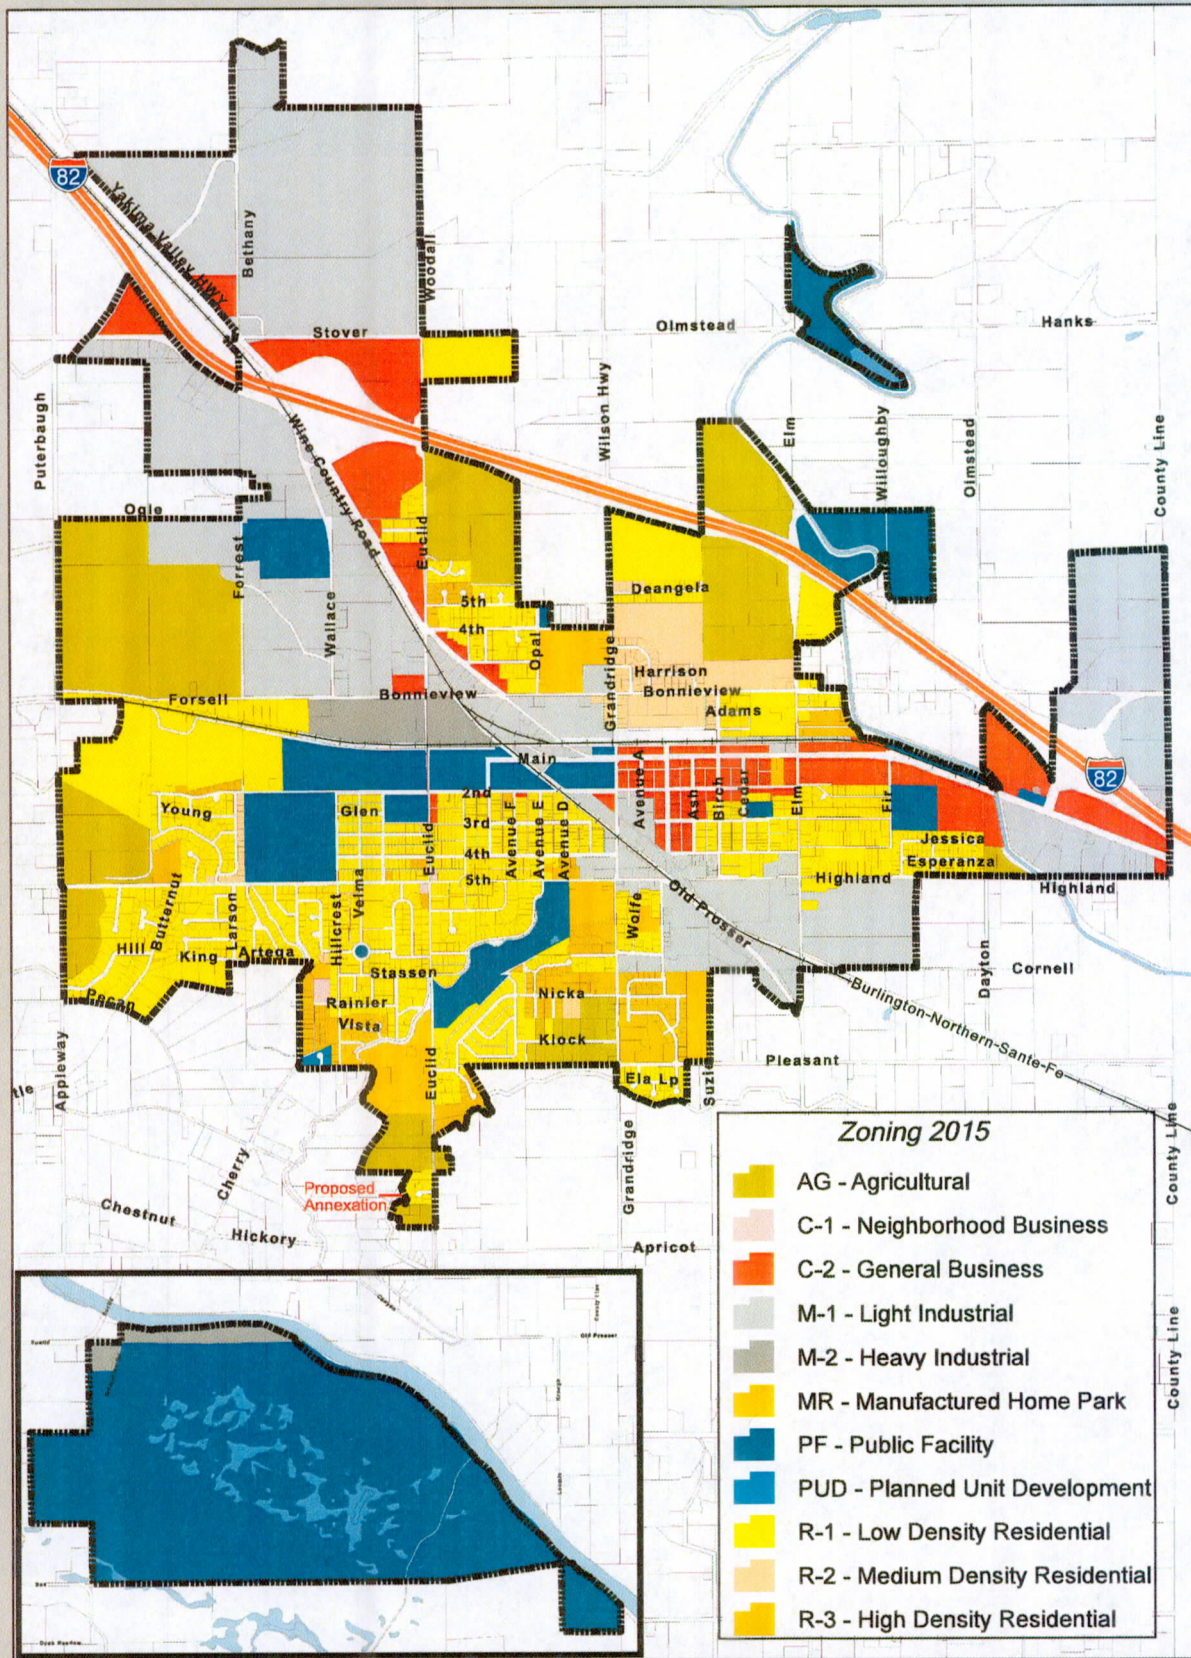 82
Yakima Valley HWY
Bethany
Woodall
Stover
Olmstead
Hanks
Puterbaugh
Wine Country Road
Wilson Hwy
Elm
Willoughby
Olmstead
County Line
Ogie
Forrest
Euclid
Wallace
Deangela
5th
4th
Opal
Grandridge
Harrison
Bonnieview
Forsell
Bonnieview
Adams
Main
Avenue A
82
2nd
Young
Glen
3rd
Avenue F
Avenue E
Avenue D
Ash
Birch
Cedar
Elm
Fir
Euclid
4th
Jessica
Esperanza
5th
Highland
Highland
Butternut
Larson
Hillcrest
Velma
Wolfe
Old Prosser
Hill
King
Artega
Stassen
Cornell
Dayton
Pecan
Rainier
Vista
Nicka
Klock
Burlington-Northern-Sante-Fe
Pleasant
Appleway
Euclid
Ela Lp
Suzie
tle
Cherry
Grandridge
County Line
Proposed
Annexation
Chestnut
Hickory
Apricot
County Line
Zoning 2015
AG - Agricultural
C-1 - Neighborhood Business
C-2 - General Business
M-1 - Light Industrial
M-2 - Heavy Industrial
MR - Manufactured Home Park
PF - Public Facility
PUD - Planned Unit Development
R-1 - Low Density Residential
R-2 - Medium Density Residential
R-3 - High Density Residential
Old Prosser